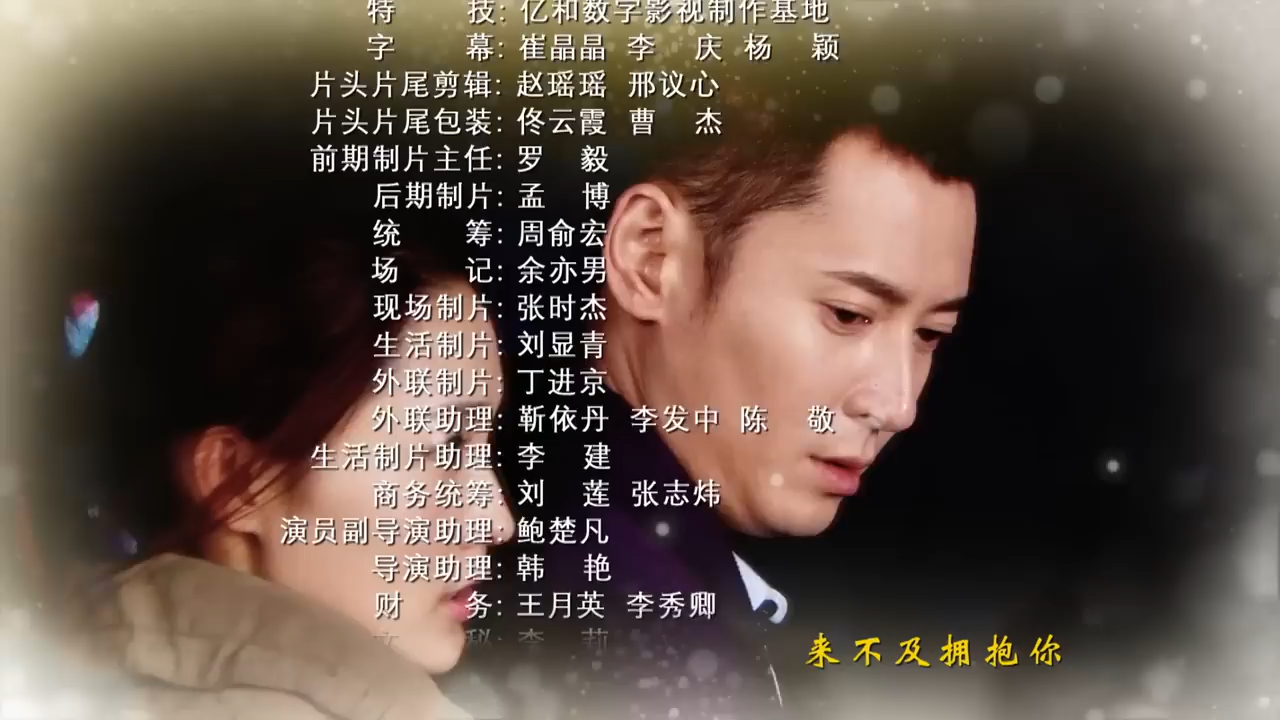 特 技: 亿和数字影视制作基地
字 幕: 崔晶晶 李 庆 杨 颖
片头片尾剪辑: 赵瑶瑶 邢议心
片头片尾包装: 佟云霞 曹 杰
前期制片主任: 罗 毅
后期制片: 孟 博
统 筹: 周俞宏
场 记: 余亦男
现场制片: 张时杰
生活制片: 刘显青
外联制片: 丁进京
外联助理: 靳依丹 李发中 陈 敬
生活制片助理: 李 建
商务统筹: 刘 莲 张志炜
演员副导演助理: 鲍楚凡
导演助理: 韩 艳
财 务: 王月英 李秀卿
文 秘: 李 莉
来不及拥抱你